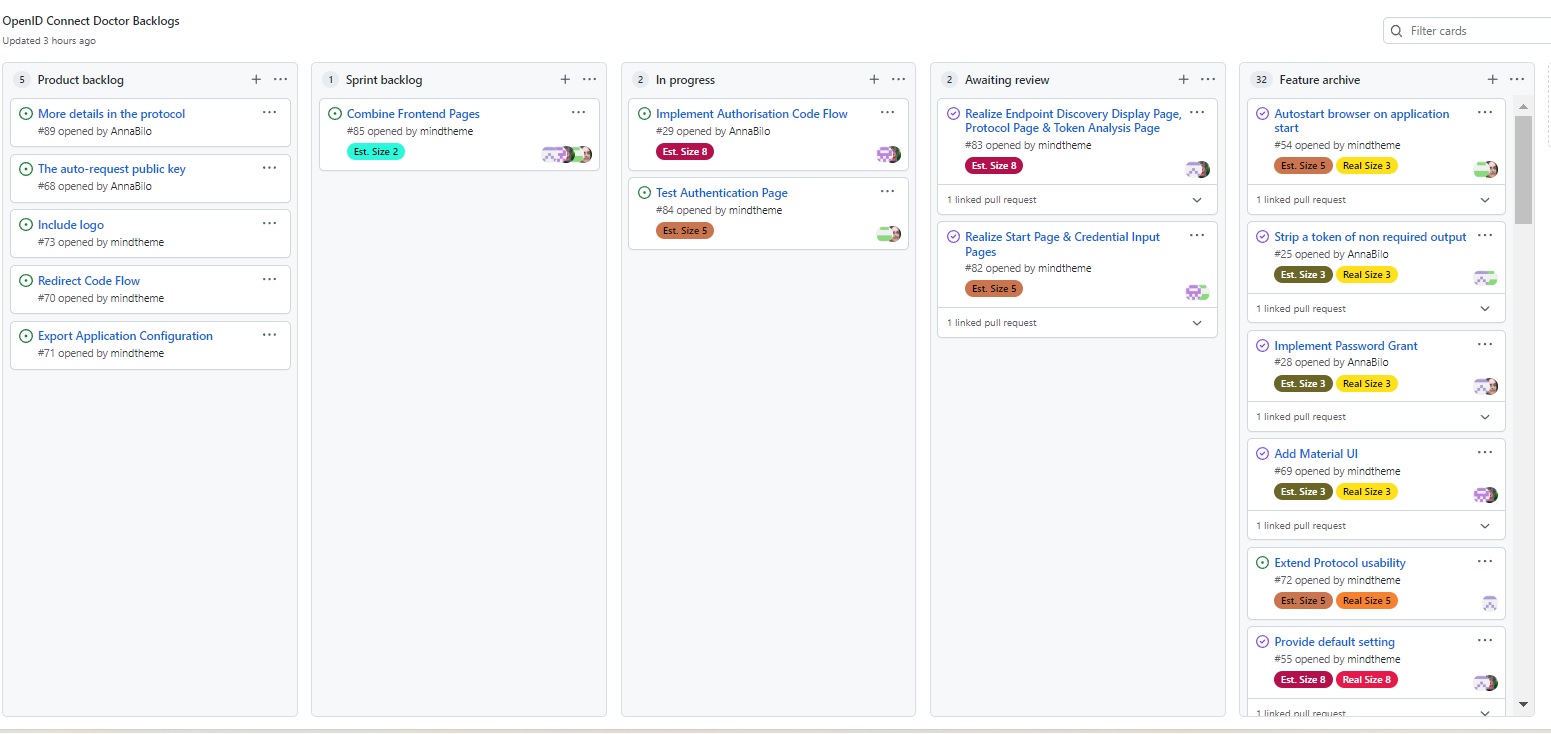 OpenID Connect Doctor Backlogs
Updated 3 hours ago
Filter cards
5 Product backlog
More details in the protocol
#89 opened by AnnaBilo
The auto-request public key
#68 opened by AnnaBilo
Include logo
#73 opened by mindtheme
Redirect Code Flow
#70 opened by mindtheme
Export Application Configuration
#71 opened by mindtheme
1 Sprint backlog
Combine Frontend Pages
#85 opened by mindtheme
Est. Size 2
2 In progress
Implement Authorisation Code Flow
#29 opened by AnnaBilo
Est. Size 8
Test Authentication Page
#84 opened by mindtheme
Est. Size 5
2 Awaiting review
Realize Endpoint Discovery Display Page,
Protocol Page & Token Analysis Page
#83 opened by mindtheme
Est. Size 8
1 linked pull request
Realize Start Page & Credential Input
Pages
#82 opened by mindtheme
Est. Size 5
1 linked pull request
32 Feature archive
Autostart browser on application
start
#54 opened by mindtheme
Est. Size 5 Real Size 3
1 linked pull request
Strip a token of non required output
#25 opened by AnnaBilo
Est. Size 3 Real Size 3
1 linked pull request
Implement Password Grant
#28 opened by AnnaBilo
Est. Size 3 Real Size 3
1 linked pull request
Add Material UI
#69 opened by mindtheme
Est. Size 3 Real Size 3
1 linked pull request
Extend Protocol usability
#72 opened by mindtheme
Est. Size 5 Real Size 5
Provide default setting
#55 opened by mindtheme
Est. Size 8 Real Size 8
1 linked pull request